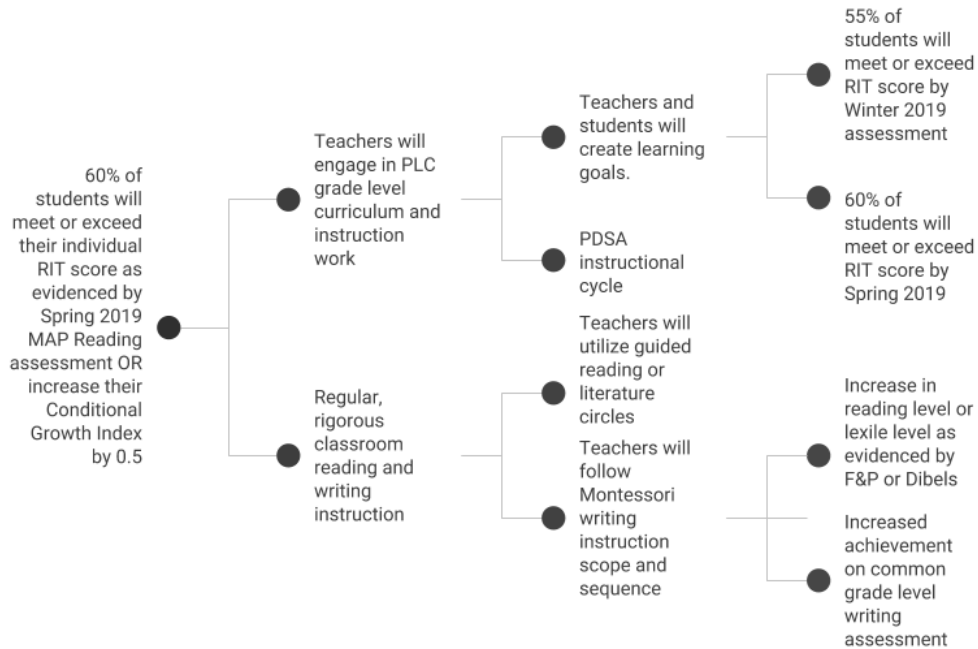 60% of
students will
meet or exceed
their individual
RIT score as
evidenced by
Spring 2019
MAP Reading
assessment OR
increase their
Conditional
Growth Index
by 0.5
Teachers will
engage in PLC
grade level
curriculum and
instruction
work
Regular,
rigorous
classroom
reading and
writing
instruction
Teachers and
students will
create learning
goals.
PDSA
instructional
cycle
Teachers will
utilize guided
reading or
literature
circles
Teachers will
follow
Montessori
writing
instruction
scope and
sequence
55% of
students will
meet or exceed
RIT score by
Winter 2019
assessment
60% of
students will
meet or exceed
RIT score by
Spring 2019
Increase in
reading level or
lexile level as
evidenced by
F&P or Dibels
Increased
achievement
on common
grade level
writing
assessment